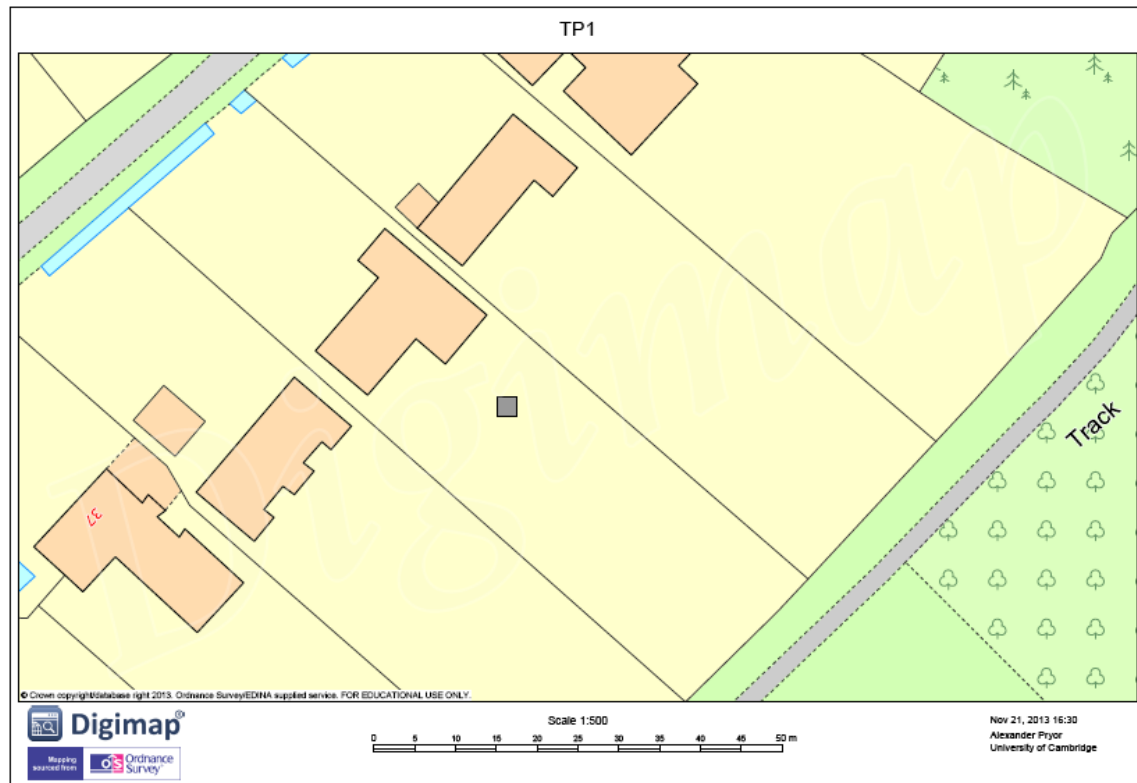 TP1
Digimap
Track
37
© Crown copyright/database right 2013. Ordnance Survey/EDINA supplied service. FOR EDUCATIONAL USE ONLY.
Digimap®
Mapping
sourced from
OS Ordnance
Survey
Scale 1:500
0 5 10 15 20 25 30 35 40 45 50 m
Nov 21, 2013 16:30
Alexander Pryor
University of Cambridge